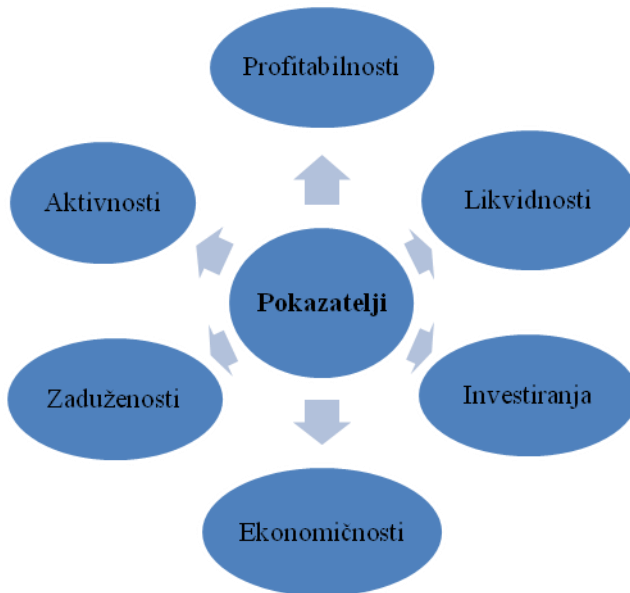 Profitabilnosti
Aktivnosti
Likvidnosti
Pokazatelji
Zaduženosti
Investiranja
Ekonomičnosti